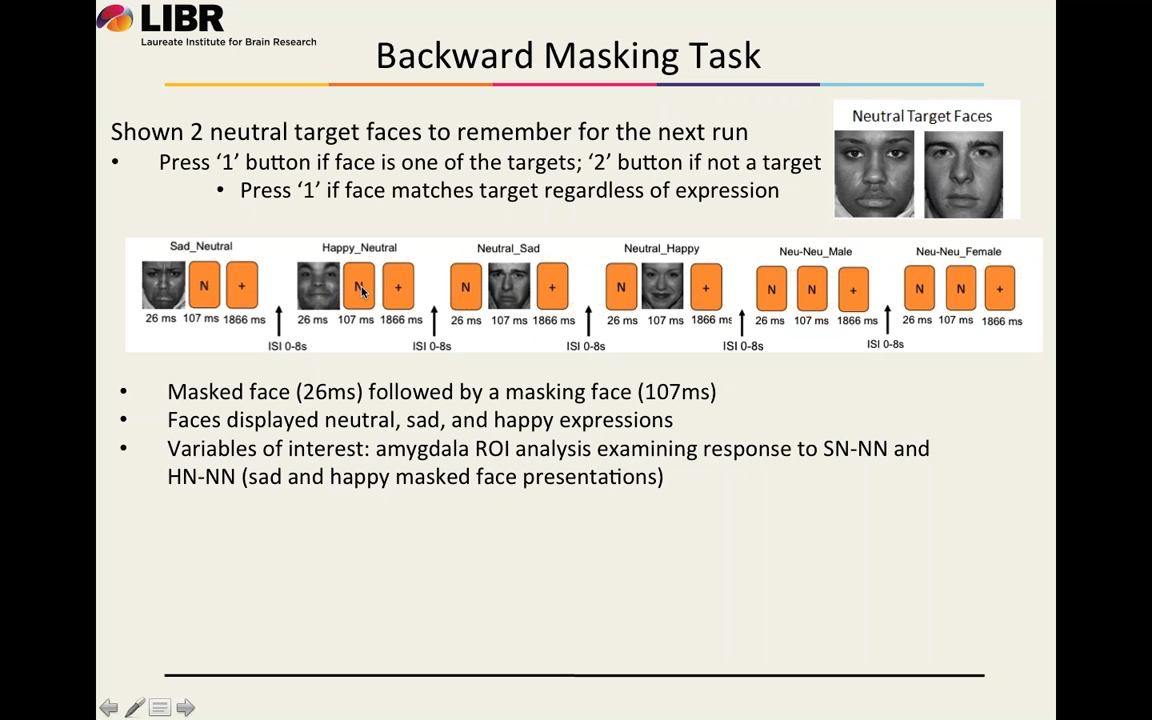 LIBR
Laureate Institute for Brain Research
Backward Masking Task
Shown 2 neutral target faces to remember for the next run
• Press ‘1’ button if face is one of the targets; ‘2’ button if not a target
• Press ‘1’ if face matches target regardless of expression
Neutral Target Faces
Sad_Neutral Happy_Neutral Neutral_Sad Neutral_Happy Neu-Neu_Male Neu-Neu_Female
N + N + N + N + N N + N N +
26 ms 107 ms 1866 ms 26 ms 107 ms 1866 ms 26 ms 107 ms 1866 ms 26 ms 107 ms 1866 ms 26 ms 107 ms 1866 ms 26 ms 107 ms 1866 ms
ISI 0-8s ISI 0-8s ISI 0-8s ISI 0-8s ISI 0-8s
• Masked face (26ms) followed by a masking face (107ms)
• Faces displayed neutral, sad, and happy expressions
• Variables of interest: amygdala ROI analysis examining response to SN-NN and
HN-NN (sad and happy masked face presentations)